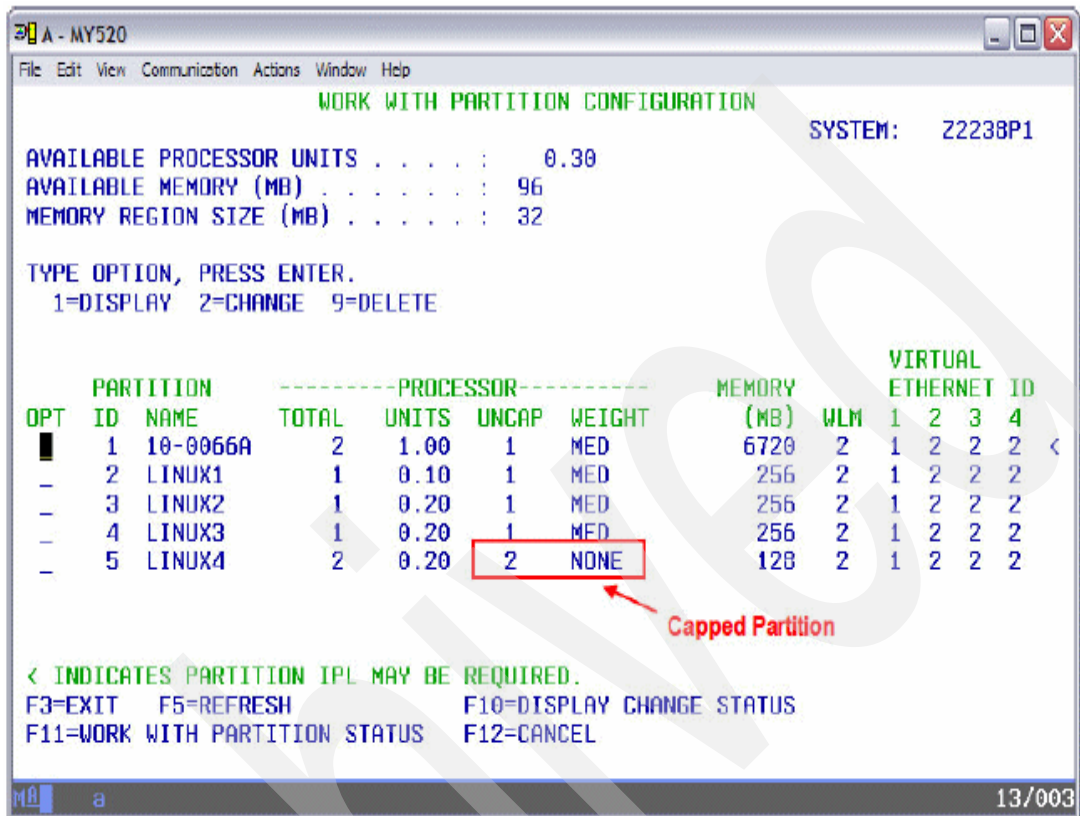 A - MY520
File Edit View Communication Actions Window Help
WORK WITH PARTITION CONFIGURATION
SYSTEM: Z2238P1
AVAILABLE PROCESSOR UNITS . . . . : 0.30
AVAILABLE MEMORY (MB) . . . . . . : 96
MEMORY REGION SIZE (MB) . . . . . : 32
TYPE OPTION, PRESS ENTER.
1=DISPLAY 2=CHANGE 9=DELETE
VIRTUAL
PARTITION ---------PROCESSOR---------- MEMORY ETHERNET ID
OPT ID NAME TOTAL UNITS UNCAP WEIGHT (MB) WLM 1 2 3 4
1 10-0066A 2 1.00 1 MED 6720 2 1 2 2 2 <
_ 2 LINUX1 1 0.10 1 MED 256 2 1 2 2 2
_ 3 LINUX2 1 0.20 1 MED 256 2 1 2 2 2
_ 4 LINUX3 1 0.20 1 MED 256 2 1 2 2 2
_ 5 LINUX4 2 0.20 2 NONE 128 2 1 2 2 2
Capped Partition
< INDICATES PARTITION IPL MAY BE REQUIRED.
F3=EXIT F5=REFRESH F10=DISPLAY CHANGE STATUS
F11=WORK WITH PARTITION STATUS F12=CANCEL
MA a 13/003